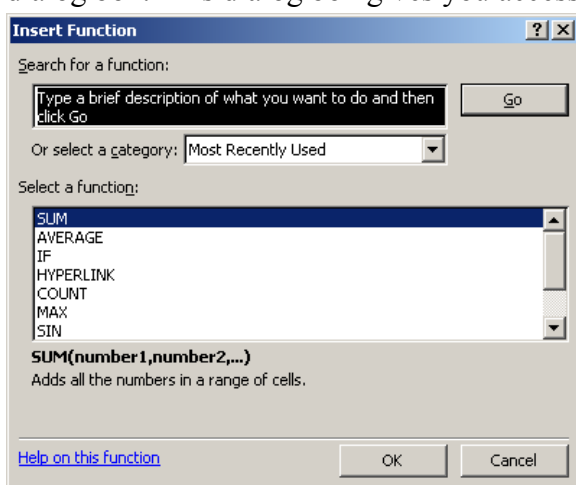 Insert Function
Search for a function:
Type a brief description of what you want to do and then
click Go
Go
Or select a category: Most Recently Used
Select a function:
SUM
AVERAGE
IF
HYPERLINK
COUNT
MAX
SIN
SUM(number1,number2,...)
Adds all the numbers in a range of cells.
Help on this function
OK
Cancel